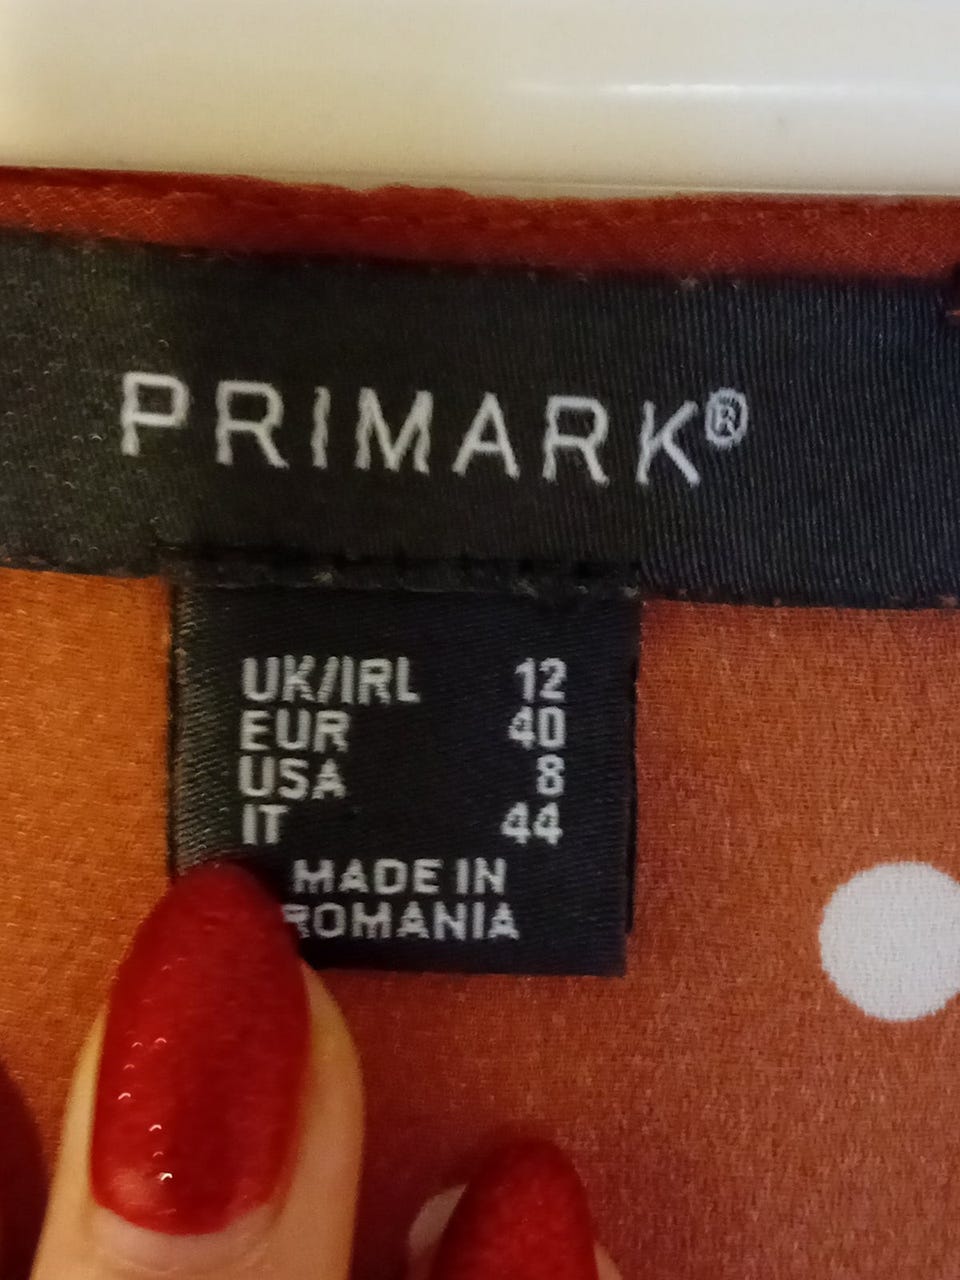 PRIMARK®
UK/IRL 12
EUR 40
USA 8
IT 44
MADE IN
ROMANIA